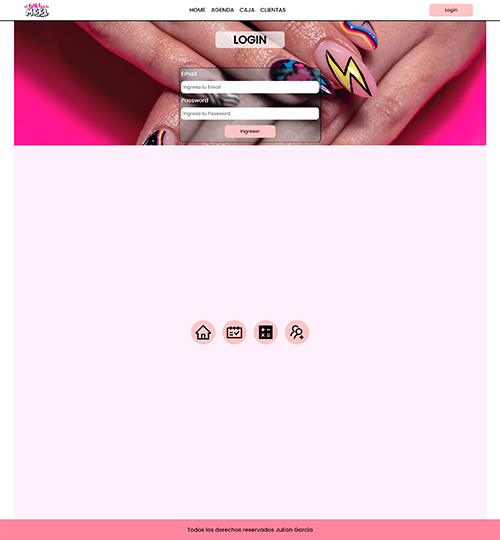 MEEL
HOME AGENDA CAJA CLIENTAS
Login
LOGIN
Email
Ingresa tu Email
Password
Ingresa tu Password
Ingresar
Todos los derechos reservados Julian Garcia